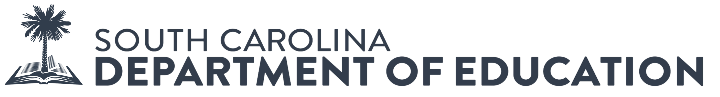 SOUTH CAROLINA
DEPARTMENT OF EDUCATION